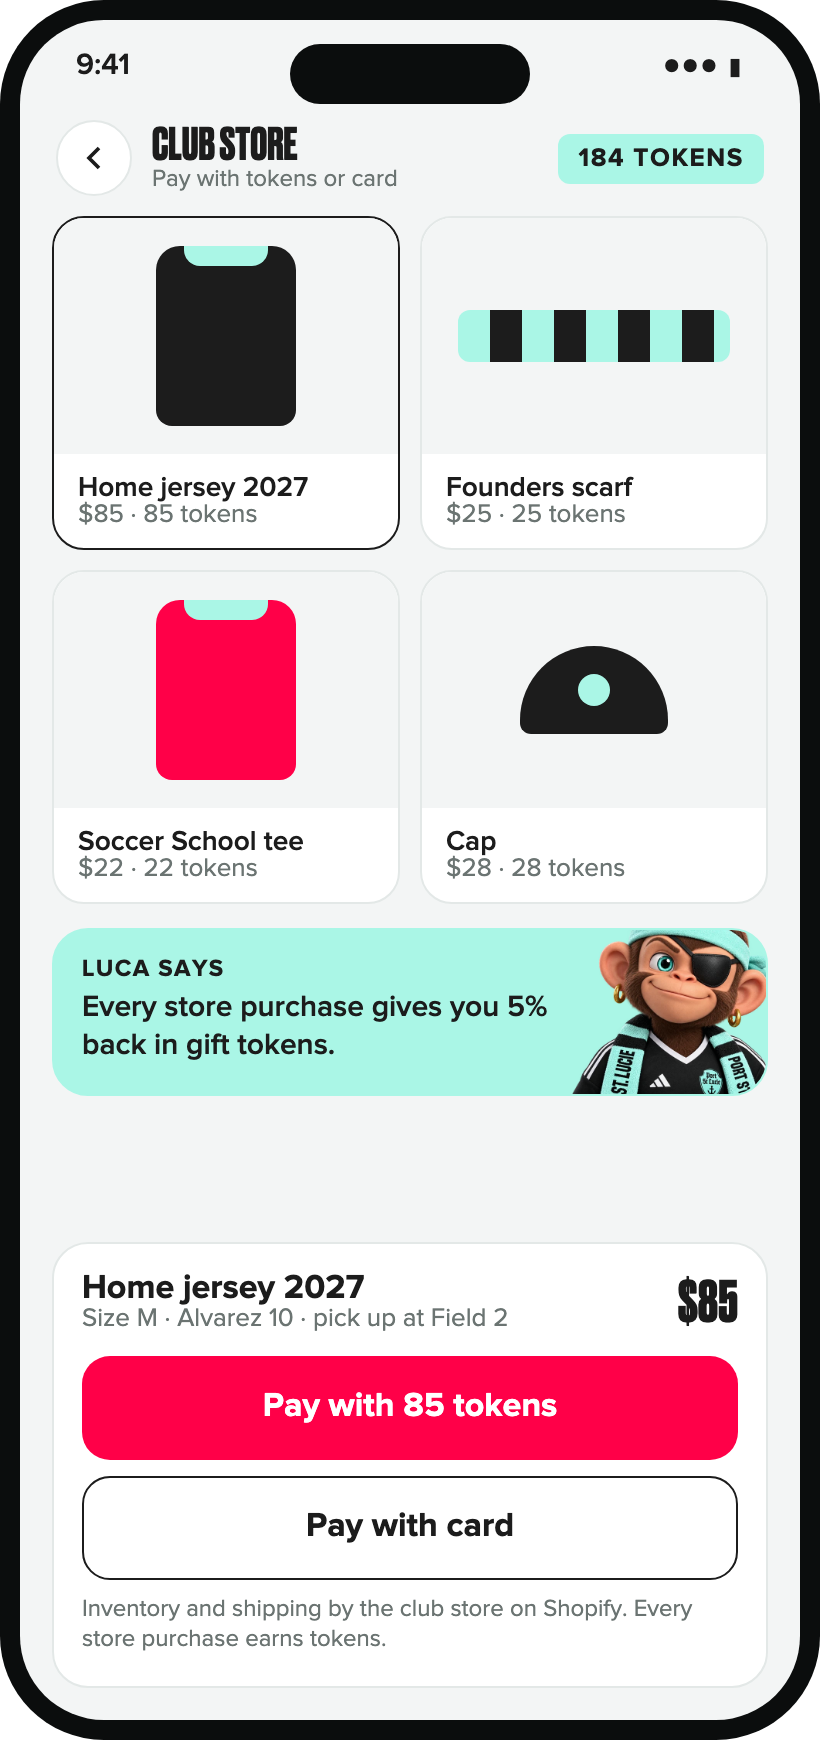 9:41
CLUB STORE
Pay with tokens or card
184 TOKENS
Home jersey 2027
$85 · 85 tokens
Founders scarf
$25 · 25 tokens
Soccer School tee
$22 · 22 tokens
Cap
$28 · 28 tokens
LUCA SAYS
Every store purchase gives you 5%
back in gift tokens.
ST. LUCIE
Port
St Lucie
PORT ST
Home jersey 2027
Size M · Alvarez 10 · pick up at Field 2
$85
Pay with 85 tokens
Pay with card
Inventory and shipping by the club store on Shopify. Every
store purchase earns tokens.